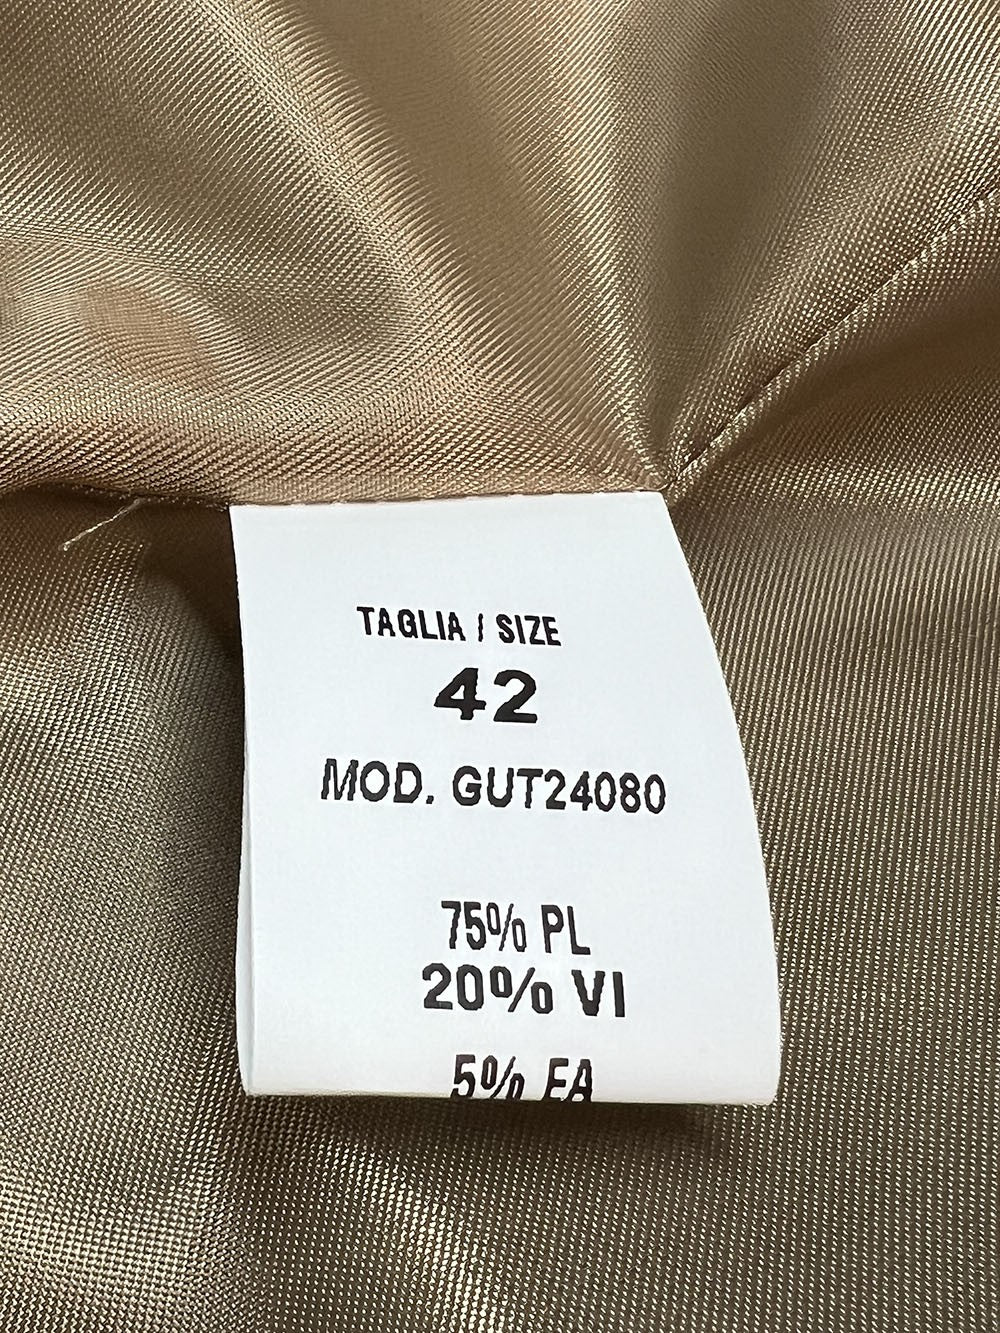 TAGLIA / SIZE
42
MOD. GUT24080
75% PL
20% VI
5% EA